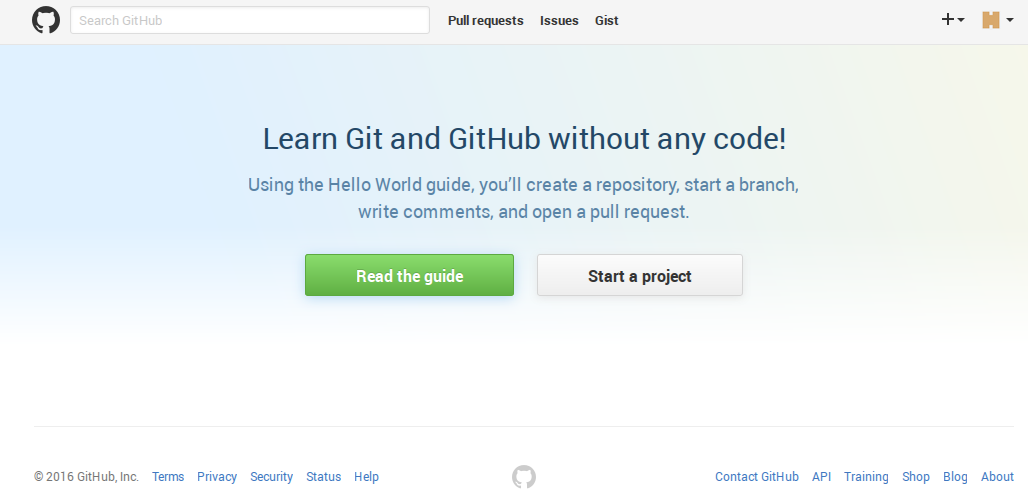 Search GitHub Pull requests Issues Gist
Learn Git and GitHub without any code!
Using the Hello World guide, you’ll create a repository, start a branch,
write comments, and open a pull request.
Read the guide Start a project
© 2016 GitHub, Inc. Terms Privacy Security Status Help Contact GitHub API Training Shop Blog About